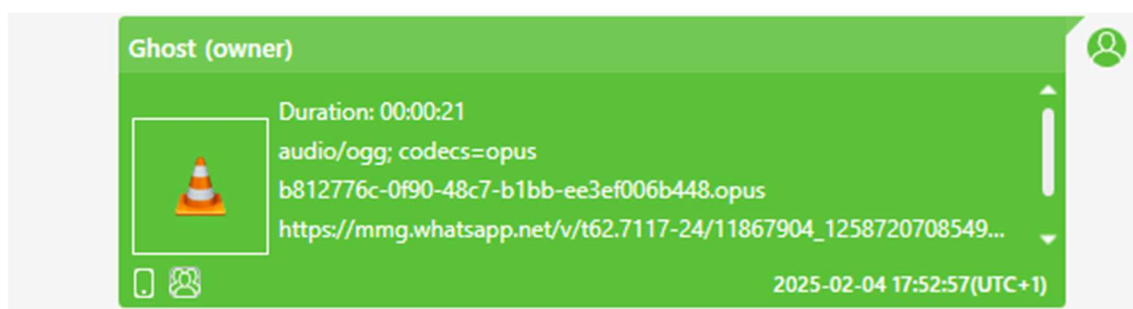 Ghost (owner)
Duration: 00:00:21
audio/ogg; codecs=opus
b812776c-0f90-48c7-b1bb-ee3ef006b448.opus
https://mmg.whatsapp.net/v/t62.7117-24/11867904_1258720708549...
2025-02-04 17:52:57(UTC+1)